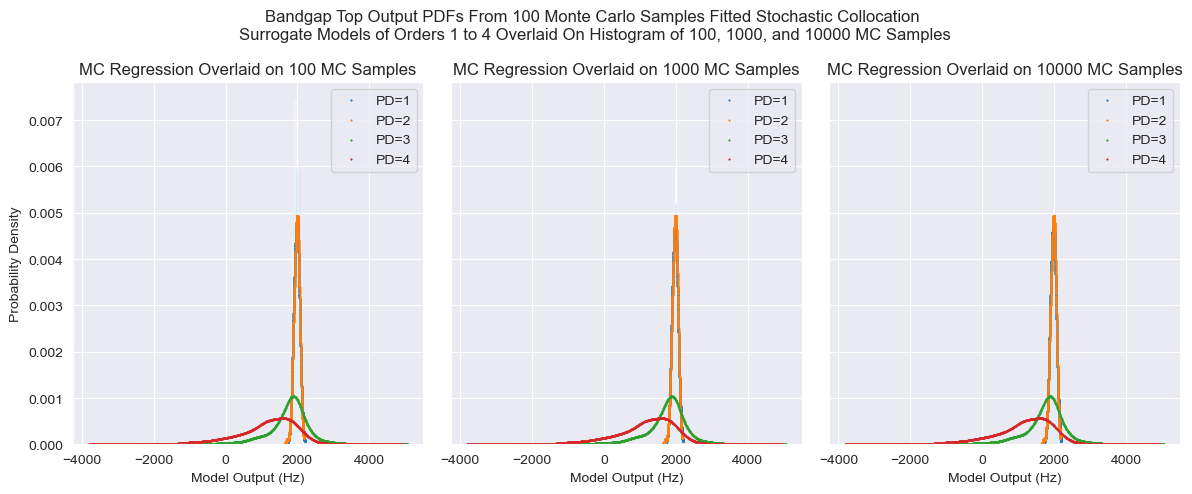 Bandgap Top Output PDFs From 100 Monte Carlo Samples Fitted Stochastic Collocation
Surrogate Models of Orders 1 to 4 Overlaid On Histogram of 100, 1000, and 10000 MC Samples
MC Regression Overlaid on 100 MC Samples
PD=1
PD=2
PD=3
PD=4
0.007
0.006
0.005
0.004
0.003
0.002
0.001
0.000
Probability Density
−4000
−2000
0
2000
4000
Model Output (Hz)
MC Regression Overlaid on 1000 MC Samples
PD=1
PD=2
PD=3
PD=4
−4000
−2000
0
2000
4000
Model Output (Hz)
MC Regression Overlaid on 10000 MC Samples
PD=1
PD=2
PD=3
PD=4
−4000
−2000
0
2000
4000
Model Output (Hz)